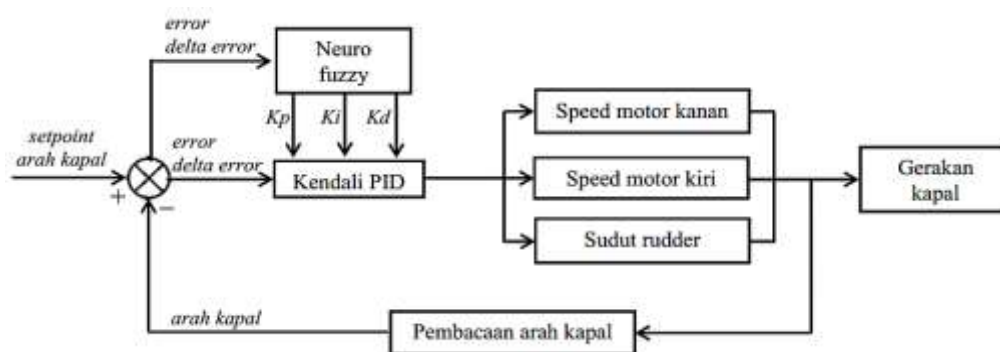 error
delta error
Neuro
fuzzy
Kp
Ki
Kd
setpoint
arah kapal
+
−
error
delta error
Kendali PID
Speed motor kanan
Speed motor kiri
Sudut rudder
Gerakan
kapal
arah kapal
Pembacaan arah kapal